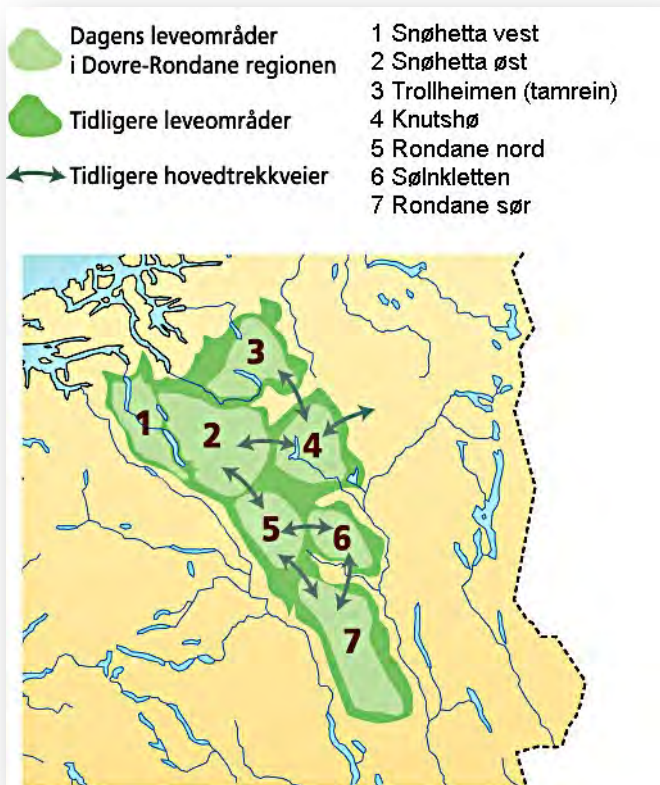 Dagens leveområder
i Dovre-Rondane regionen
Tidligere leveområder
Tidligere hovedtrekkveier
1 Snøhetta vest
2 Snøhetta øst
3 Trollheimen (tamrein)
4 Knutshø
5 Rondane nord
6 Sølnkletten
7 Rondane sør
3
1
2
4
5
6
7